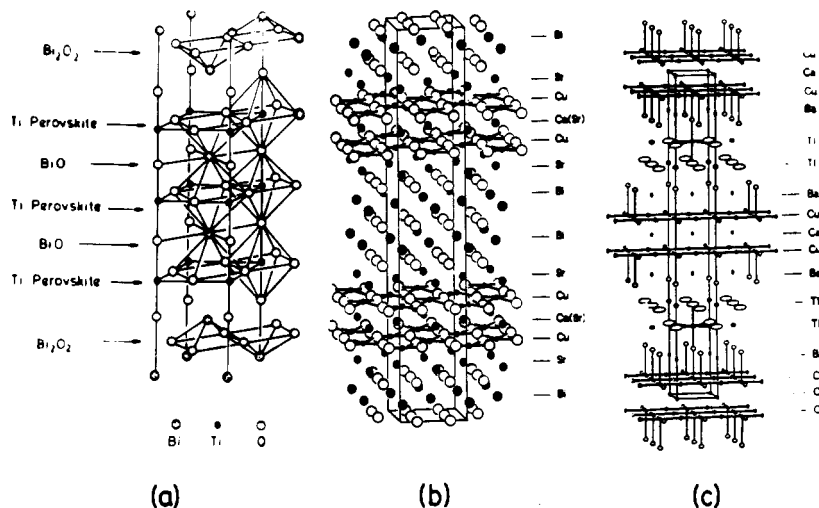 Bi₂O₂
Ti Perovskite
BiO
Ti Perovskite
BiO
Ti Perovskite
Bi₂O₂
Bi Ti O
(a)
Bi
Sr
Cu
Ca(Sr)
Cu
Sr
Bi
Bi
Sr
Cu
Ca(Sr)
Cu
Sr
Bi
(b)
Cu
Ca
Cu
Ba
Tl
Tl
Ba
Cu
Ca
Cu
Ba
Tl
Tl
B
C
C
C
(c)